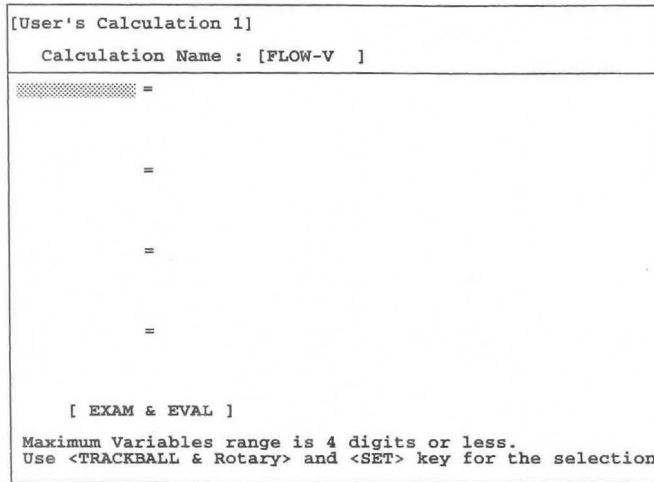 [User's Calculation 1]
Calculation Name : [FLOW-V ]
=
=
=
=
[ EXAM & EVAL ]
Maximum Variables range is 4 digits or less.
Use <TRACKBALL & Rotary> and <SET> key for the selection